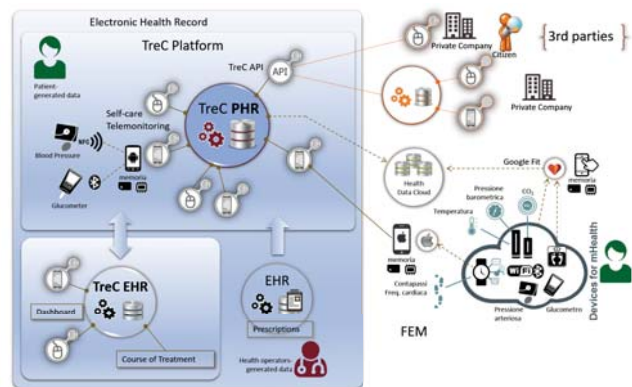 Electronic Health Record
TreC Platform
Patient-
generated data
TreC API
API
Private Company
Citizen
3rd parties
Private Company
Self-care
Telemonitoring
TreC PHR
NFC
Blood Pressure
memoria
Glucometer
Health
Data Cloud
Google Fit
memoria
Pressione
barometrica
CO2
Temperatura
memoria
WiFi
Contapassi
Freq. cardiaca
Pressione
arteriosa
Glucometro
Devices for mHealth
FEM
TreC EHR
Dashboard
Course of Treatment
EHR
Prescriptions
Health operators-
generated data